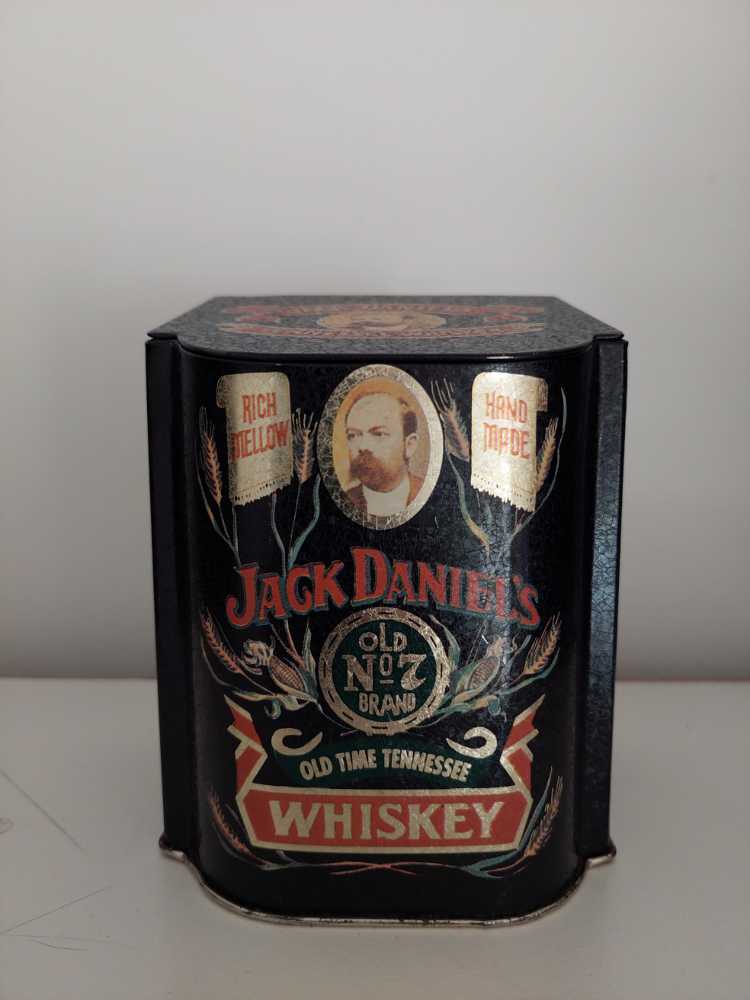 RICH
MELLOW
HAND
MADE
JACK DANIEL'S
OLD
No 7
BRAND
OLD TIME TENNESSEE
WHISKEY